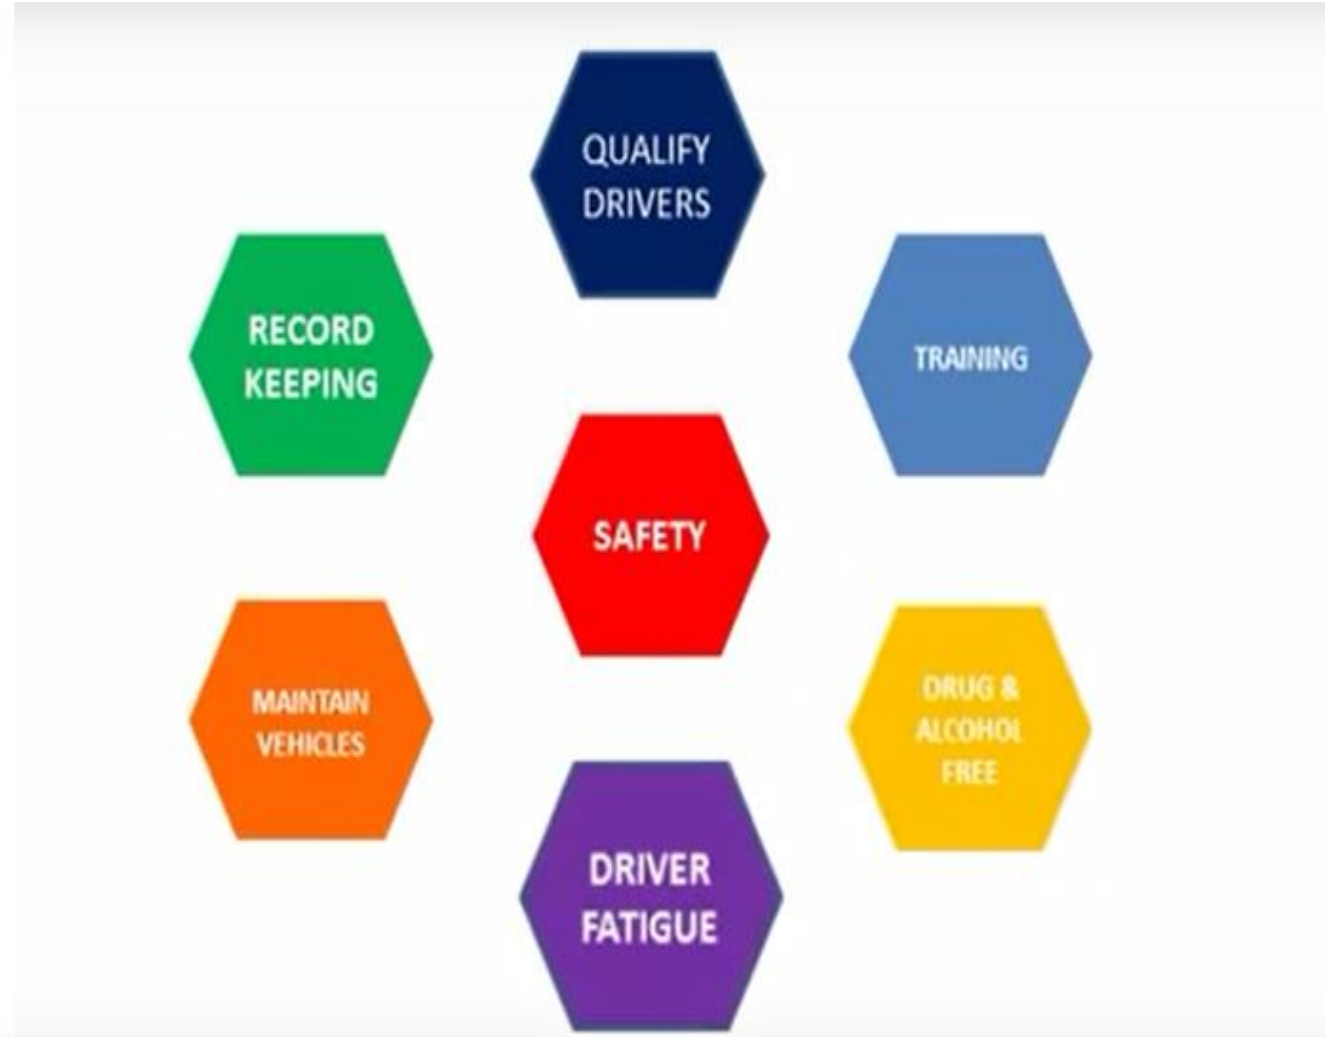 QUALIFY
DRIVERS
RECORD
KEEPING
TRAINING
SAFETY
MAINTAIN
VEHICLES
DRUG &
ALCOHOL
FREE
DRIVER
FATIGUE